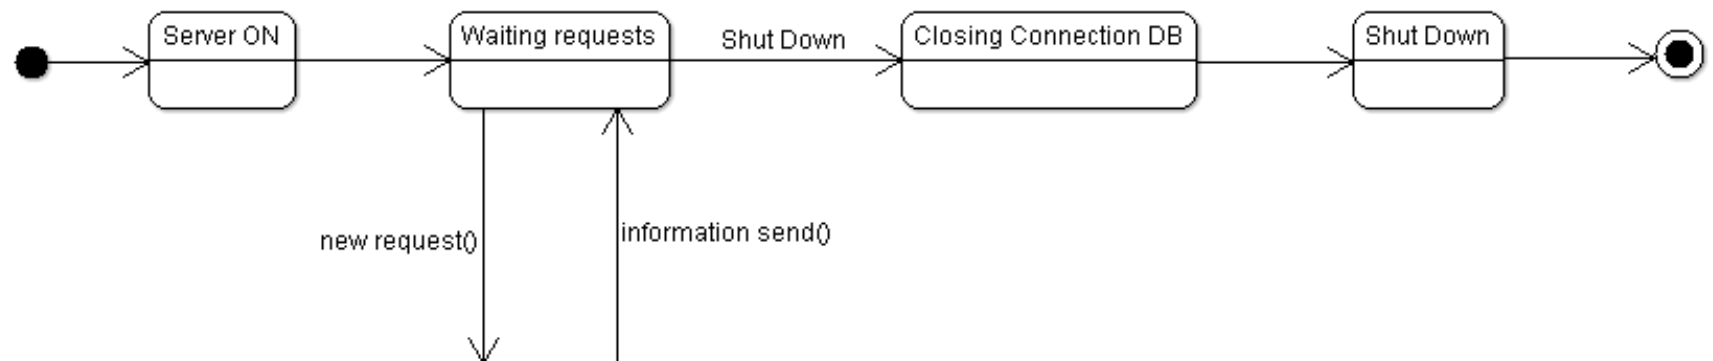 Server ON
Waiting requests
Shut Down
Closing Connection DB
Shut Down
new request()
information send()